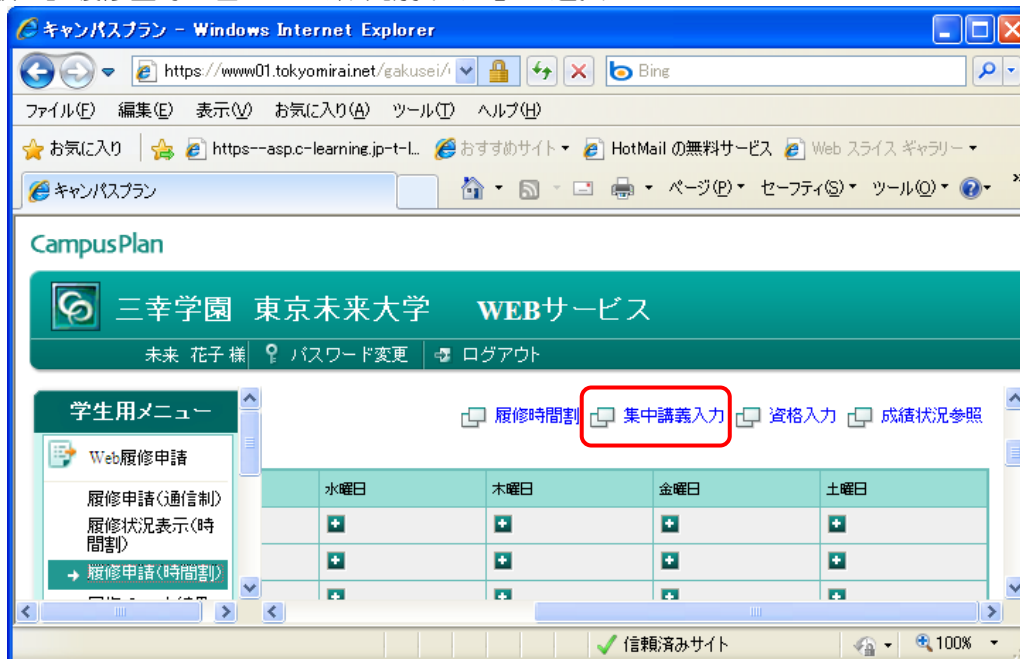 キャンパスプラン - Windows Internet Explorer
https://www01.tokyomirai.net/gakusei/
Bing
ファイル(F) 編集(E) 表示(V) お気に入り(A) ツール(T) ヘルプ(H)
お気に入り https--asp.c-learning.jp-t-l... おすすめサイト HotMail の無料サービス Web スライス ギャラリー
キャンパスプラン ページ(P) セーフティ(S) ツール(O)
CampusPlan
三幸学園 東京未来大学 WEBサービス
未来 花子 様 パスワード変更 ログアウト
学生用メニュー
Web履修申請
履修申請(通信制)
履修状況表示(時
間割)
履修申請(時間割)
履修時間割 集中講義入力 資格入力 成績状況参照
水曜日 木曜日 金曜日 土曜日
信頼済みサイト 100%